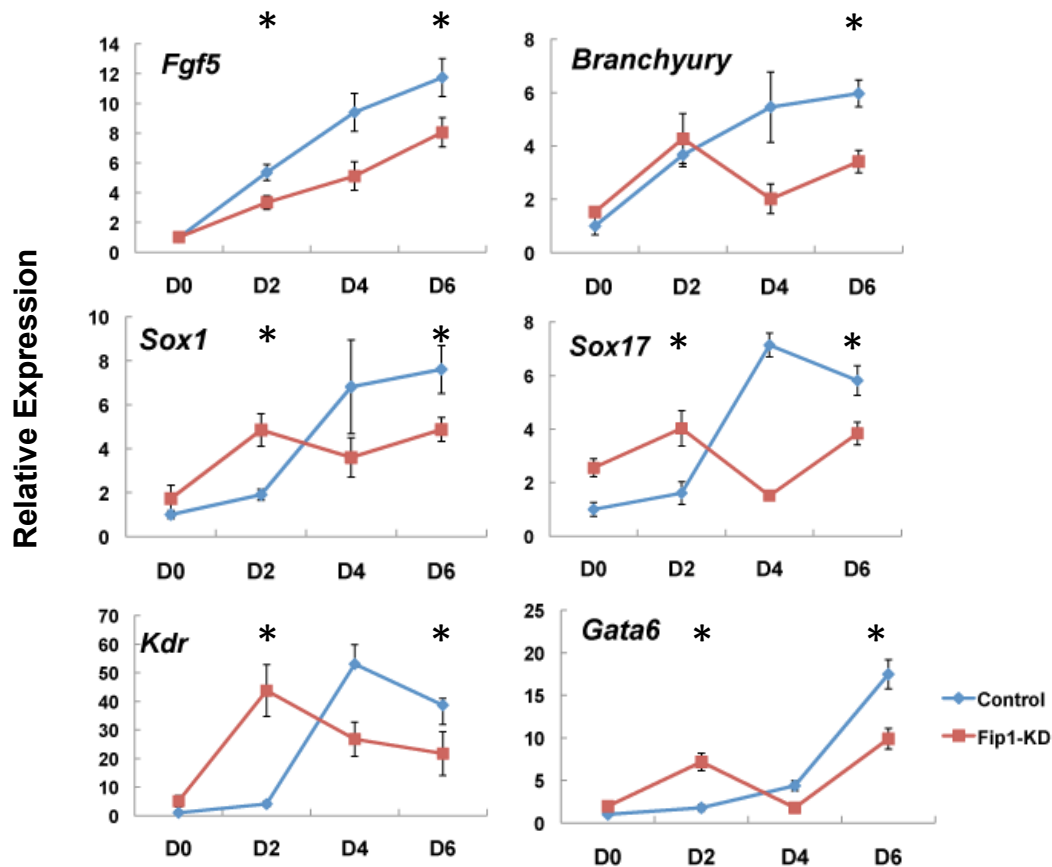 Relative Expression
* *
Fgf5
14
12
10
8
6
4
2
0
D0 D2 D4 D6
*
Branchyury
8
6
4
2
0
D0 D2 D4 D6
* *
Sox1
10
8
6
4
2
0
D0 D2 D4 D6
* *
Sox17
8
6
4
2
0
D0 D2 D4 D6
* *
Kdr
70
60
50
40
30
20
10
0
D0 D2 D4 D6
* *
Gata6
25
20
15
10
5
0
D0 D2 D4 D6
Control
Fip1-KD